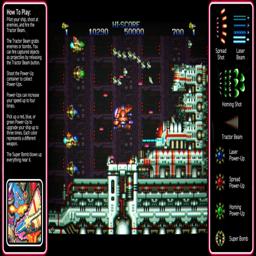 How To Play:
Pilot your ship, shoot at
enemies, and fire the
Tractor Beam.
The Tractor Beam grabs
enemies or bombs. You
can fire captured objects
as projectiles by releasing
the Tractor Beam button.
Shoot the Power-Up
container to collect
Power-Ups.
Power-Ups can increase
your speed up to four
times.
Pick up a red, blue, or
green Power-Up to
upgrade your ship up to
three times. Each color
represents a different
weapon.
The Super Bomb blows up
everything near it.
HI-SCORE
1 10290 50000 700 1
Spread
Shot
Laser
Beam
Homing Shot
Tractor Beam
Laser
Power-Up
Spread
Power-Up
Homing
Power-Up
Super Bomb